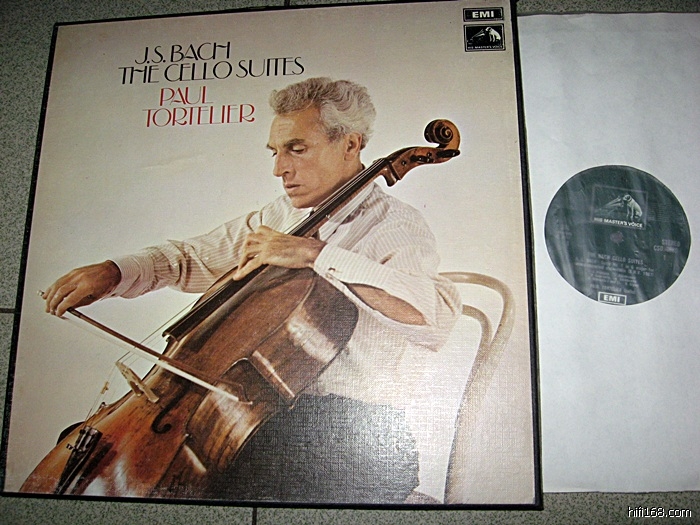 J.S. BACH
THE CELLO SUITES
PAUL
TORTELIER
EMI
HIS MASTER'S VOICE
HIS MASTER'S VOICE
EMI
hifi168.com